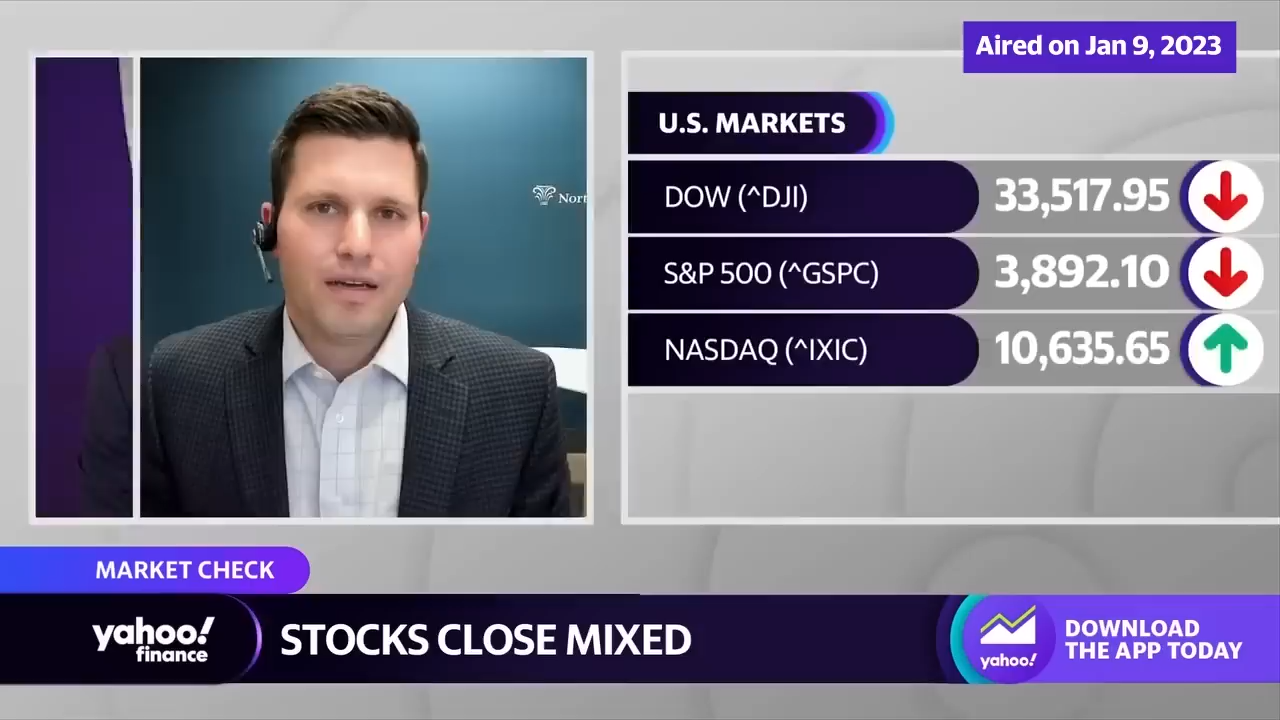 Aired on Jan 9, 2023
U.S. MARKETS
DOW (^DJI) 33,517.95
S&P 500 (^GSPC) 3,892.10
NASDAQ (^IXIC) 10,635.65
Nort
MARKET CHECK
yahoo!
finance
STOCKS CLOSE MIXED
yahoo!
DOWNLOAD
THE APP TODAY